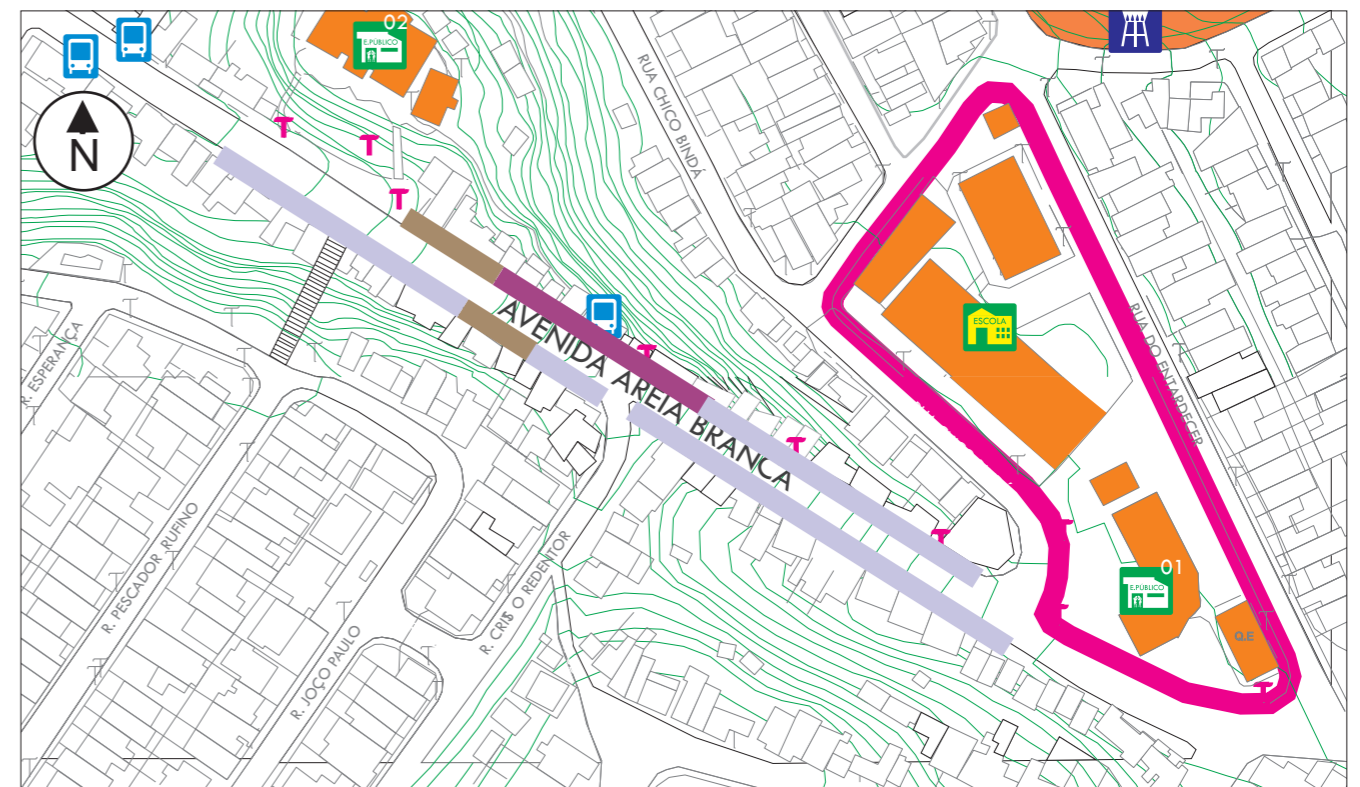 02
E.PÚBLICO
N
RUA CHICO BINDÁ
AVENIDA AREIA BRANCA
ESCOLA
RUA DO ENTARDECER
R. ESPERANÇA
R. PESCADOR RUFINO
R. JOÇO PAULO
R. CRIS O REDENTOR
01
E.PÚBLICO
Q.E